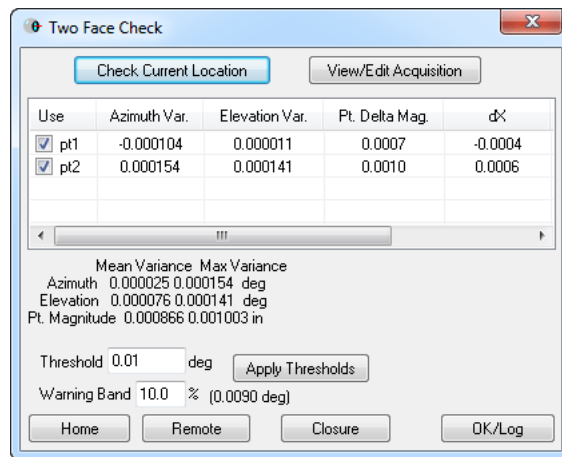 Two Face Check
Check Current Location View/Edit Acquisition
Use Azimuth Var. Elevation Var. Pt. Delta Mag. dX
pt1 -0.000104 0.000011 0.0007 -0.0004
pt2 0.000154 0.000141 0.0010 0.0006
Mean Variance Max Variance
Azimuth 0.000025 0.000154 deg
Elevation 0.000076 0.000141 deg
Pt. Magnitude 0.000866 0.001003 in
Threshold 0.01 deg Apply Thresholds
Warning Band 10.0 % (0.0090 deg)
Home Remote Closure OK/Log